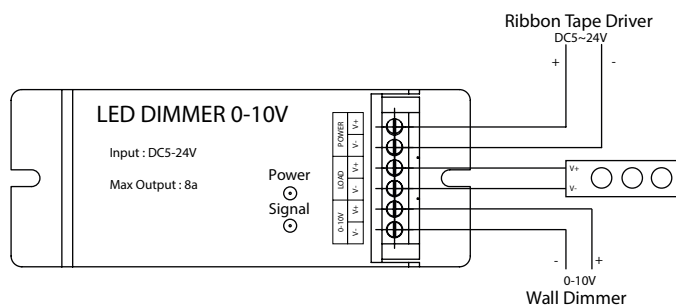 Ribbon Tape Driver
DC5~24V
+ -
LED DIMMER 0-10V
Input : DC5-24V
Max Output : 8a
Power
Signal
POWER
V+
V-
LOAD
V+
V-
0-10V
V+
V-
V+
V-
- +
0-10V
Wall Dimmer